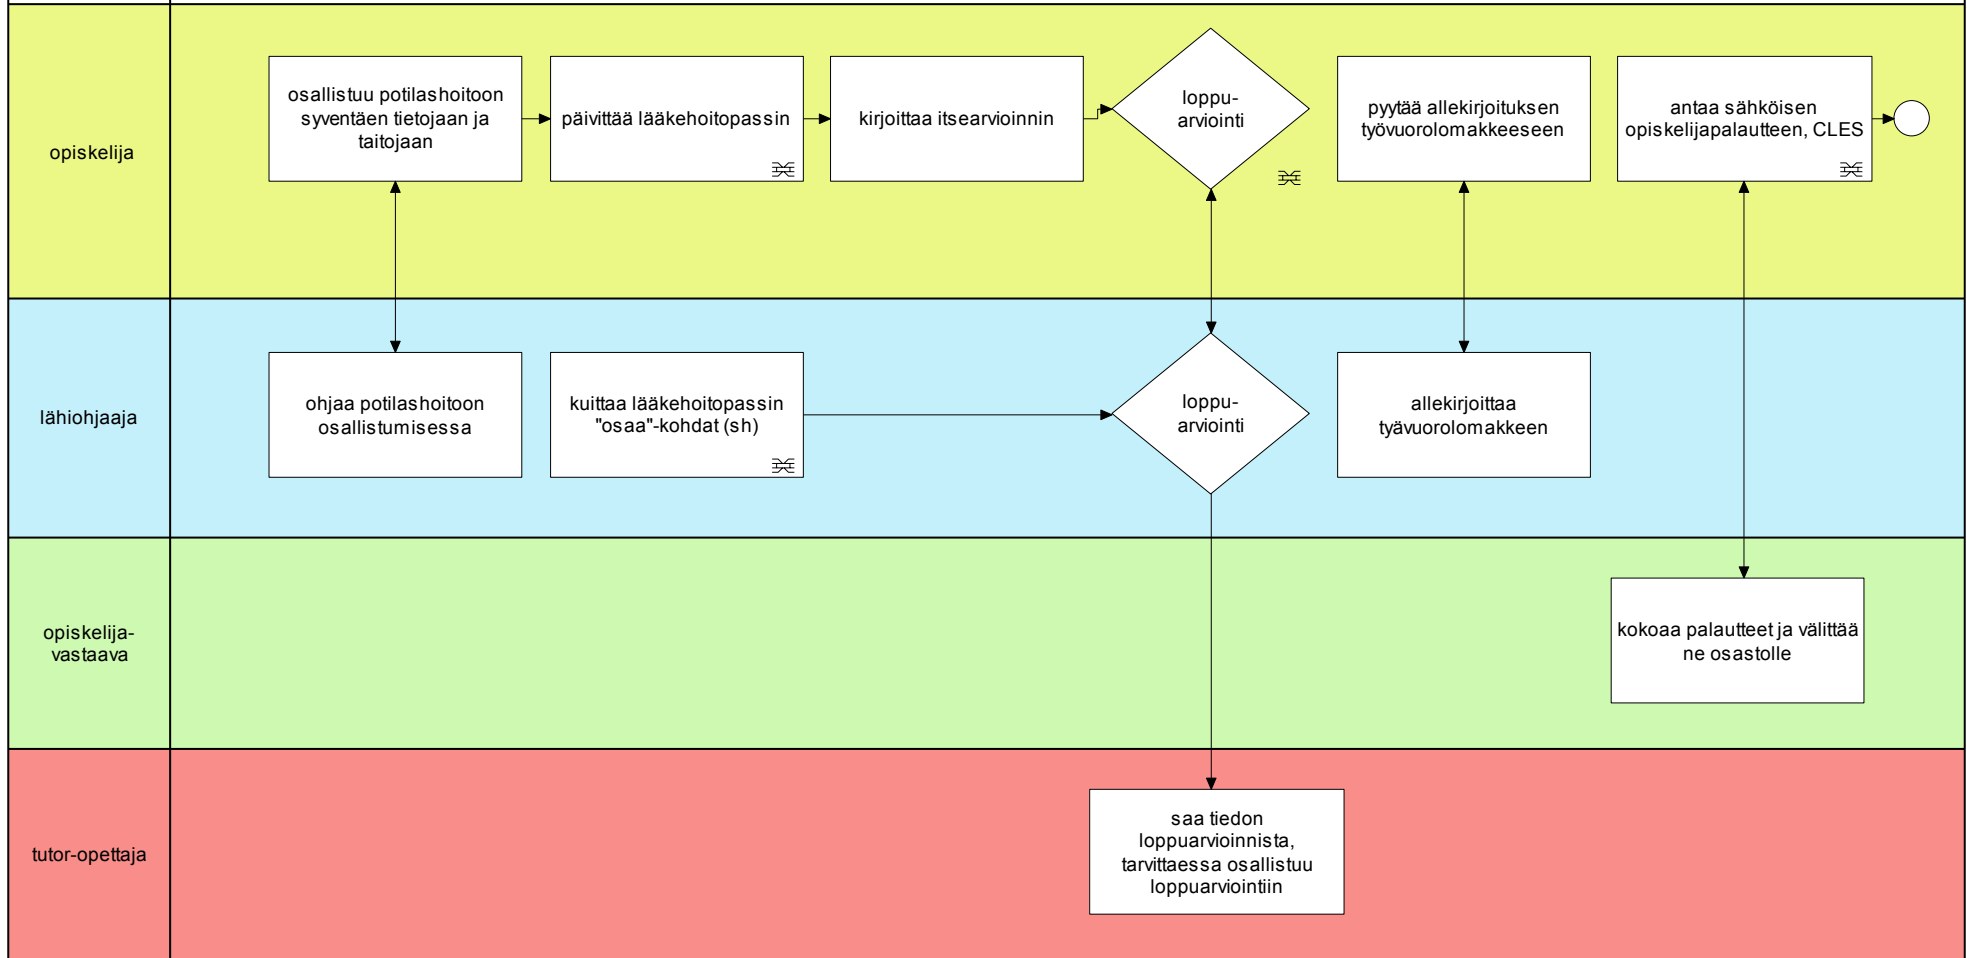 opiskelija
osallistuu potilashoitoon
syventäen tietojaan ja
taitojaan
päivittää lääkehoitopassin
kirjoittaa itsearvioinnin
loppu-
arviointi
pyytää allekirjoituksen
työvuorolomakkeeseen
antaa sähköisen
opiskelijapalautteen, CLES
lähiohjaaja
ohjaa potilashoitoon
osallistumisessa
kuittaa lääkehoitopassin
"osaa"-kohdat (sh)
loppu-
arviointi
allekirjoittaa
tyävuorolomakkeen
opiskelija-
vastaava
kokoaa palautteet ja välittää
ne osastolle
tutor-opettaja
saa tiedon
loppuarvioinnista,
tarvittaessa osallistuu
loppuarviointiin